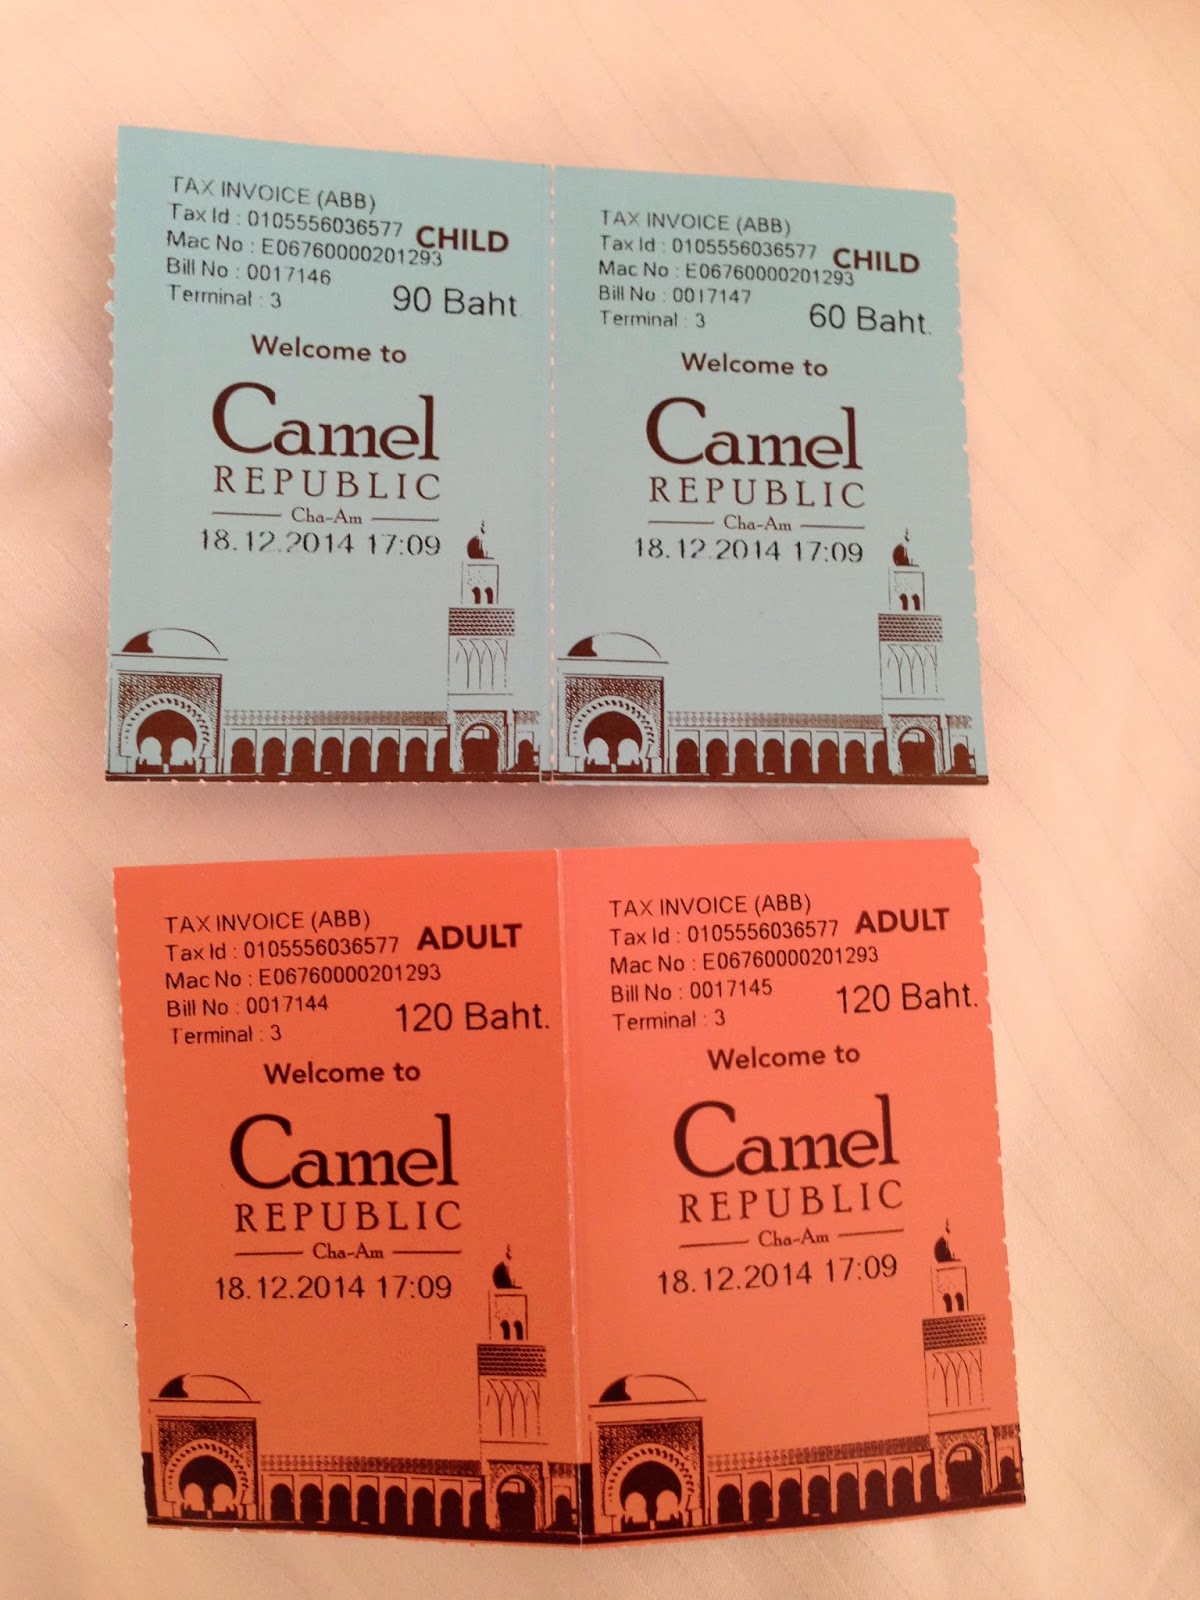 TAX INVOICE (ABB)
Tax Id : 0105556036577 CHILD
Mac No : E06760000201293
Bill No : 0017146
Terminal : 3 90 Baht
Welcome to
Camel
REPUBLIC
Cha-Am
18.12.2014 17:09
TAX INVOICE (ABB)
Tax Id : 0105556036577 CHILD
Mac No : E06760000201293
Bill No : 0017147
Terminal : 3 60 Baht.
Welcome to
Camel
REPUBLIC
Cha-Am
18.12.2014 17:09
TAX INVOICE (ABB)
Tax Id : 0105556036577 ADULT
Mac No : E06760000201293
Bill No : 0017144
Terminal : 3 120 Baht.
Welcome to
Camel
REPUBLIC
Cha-Am
18.12.2014 17:09
TAX INVOICE (ABB)
Tax Id : 0105556036577 ADULT
Mac No : E06760000201293
Bill No : 0017145
Terminal : 3 120 Baht.
Welcome to
Camel
REPUBLIC
Cha-Am
18.12.2014 17:09